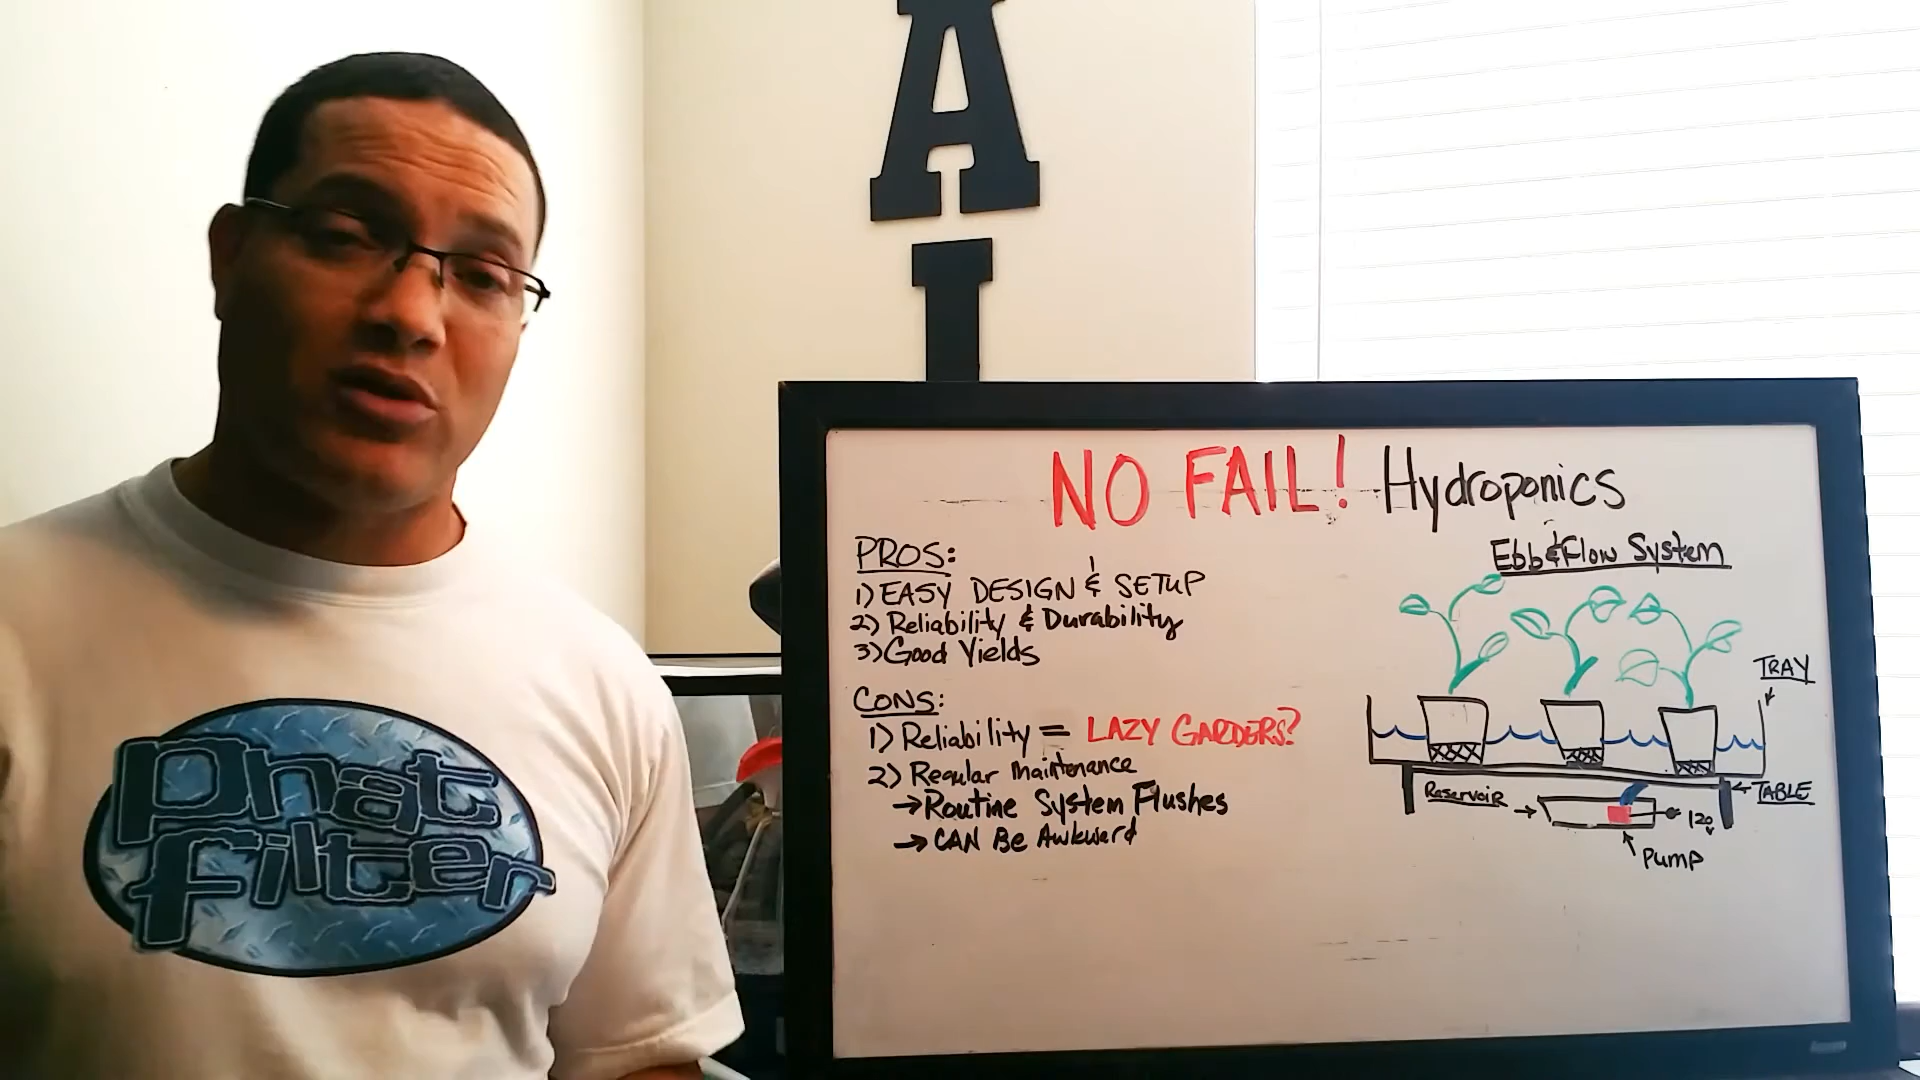 A
I
NO FAIL! Hydroponics
Ebb & Flow System
PROS:
1) EASY DESIGN & SETUP
2) Reliability & Durability
3) Good Yields
CONS:
1) Reliability = LAZY GARDERS?
2) Regular Maintenance
→ Routine System Flushes
→ CAN Be Awkward
TRAY
TABLE
Reservoir
120v
Pump
Phat
filter